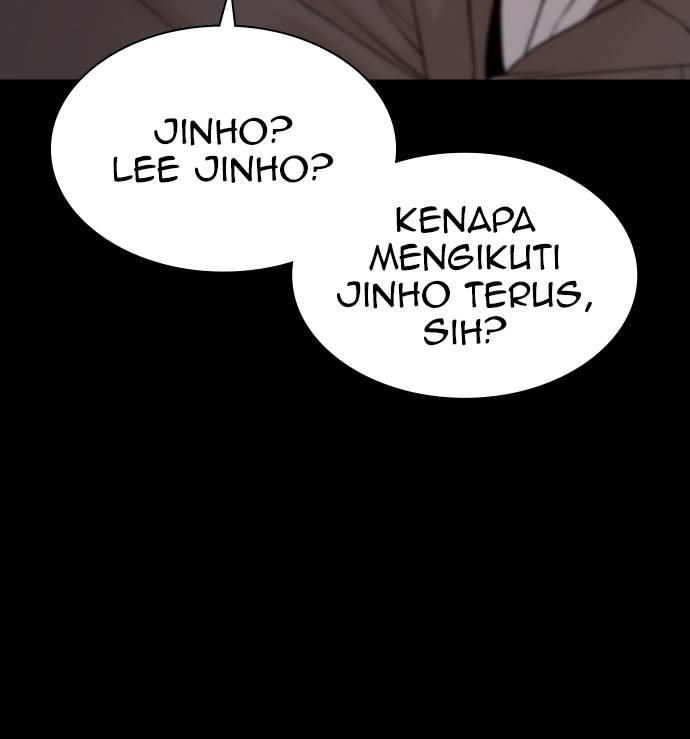 JINHO?
LEE JINHO?
KENAPA
MENGIKUTI
JINHO TERUS,
SIH?